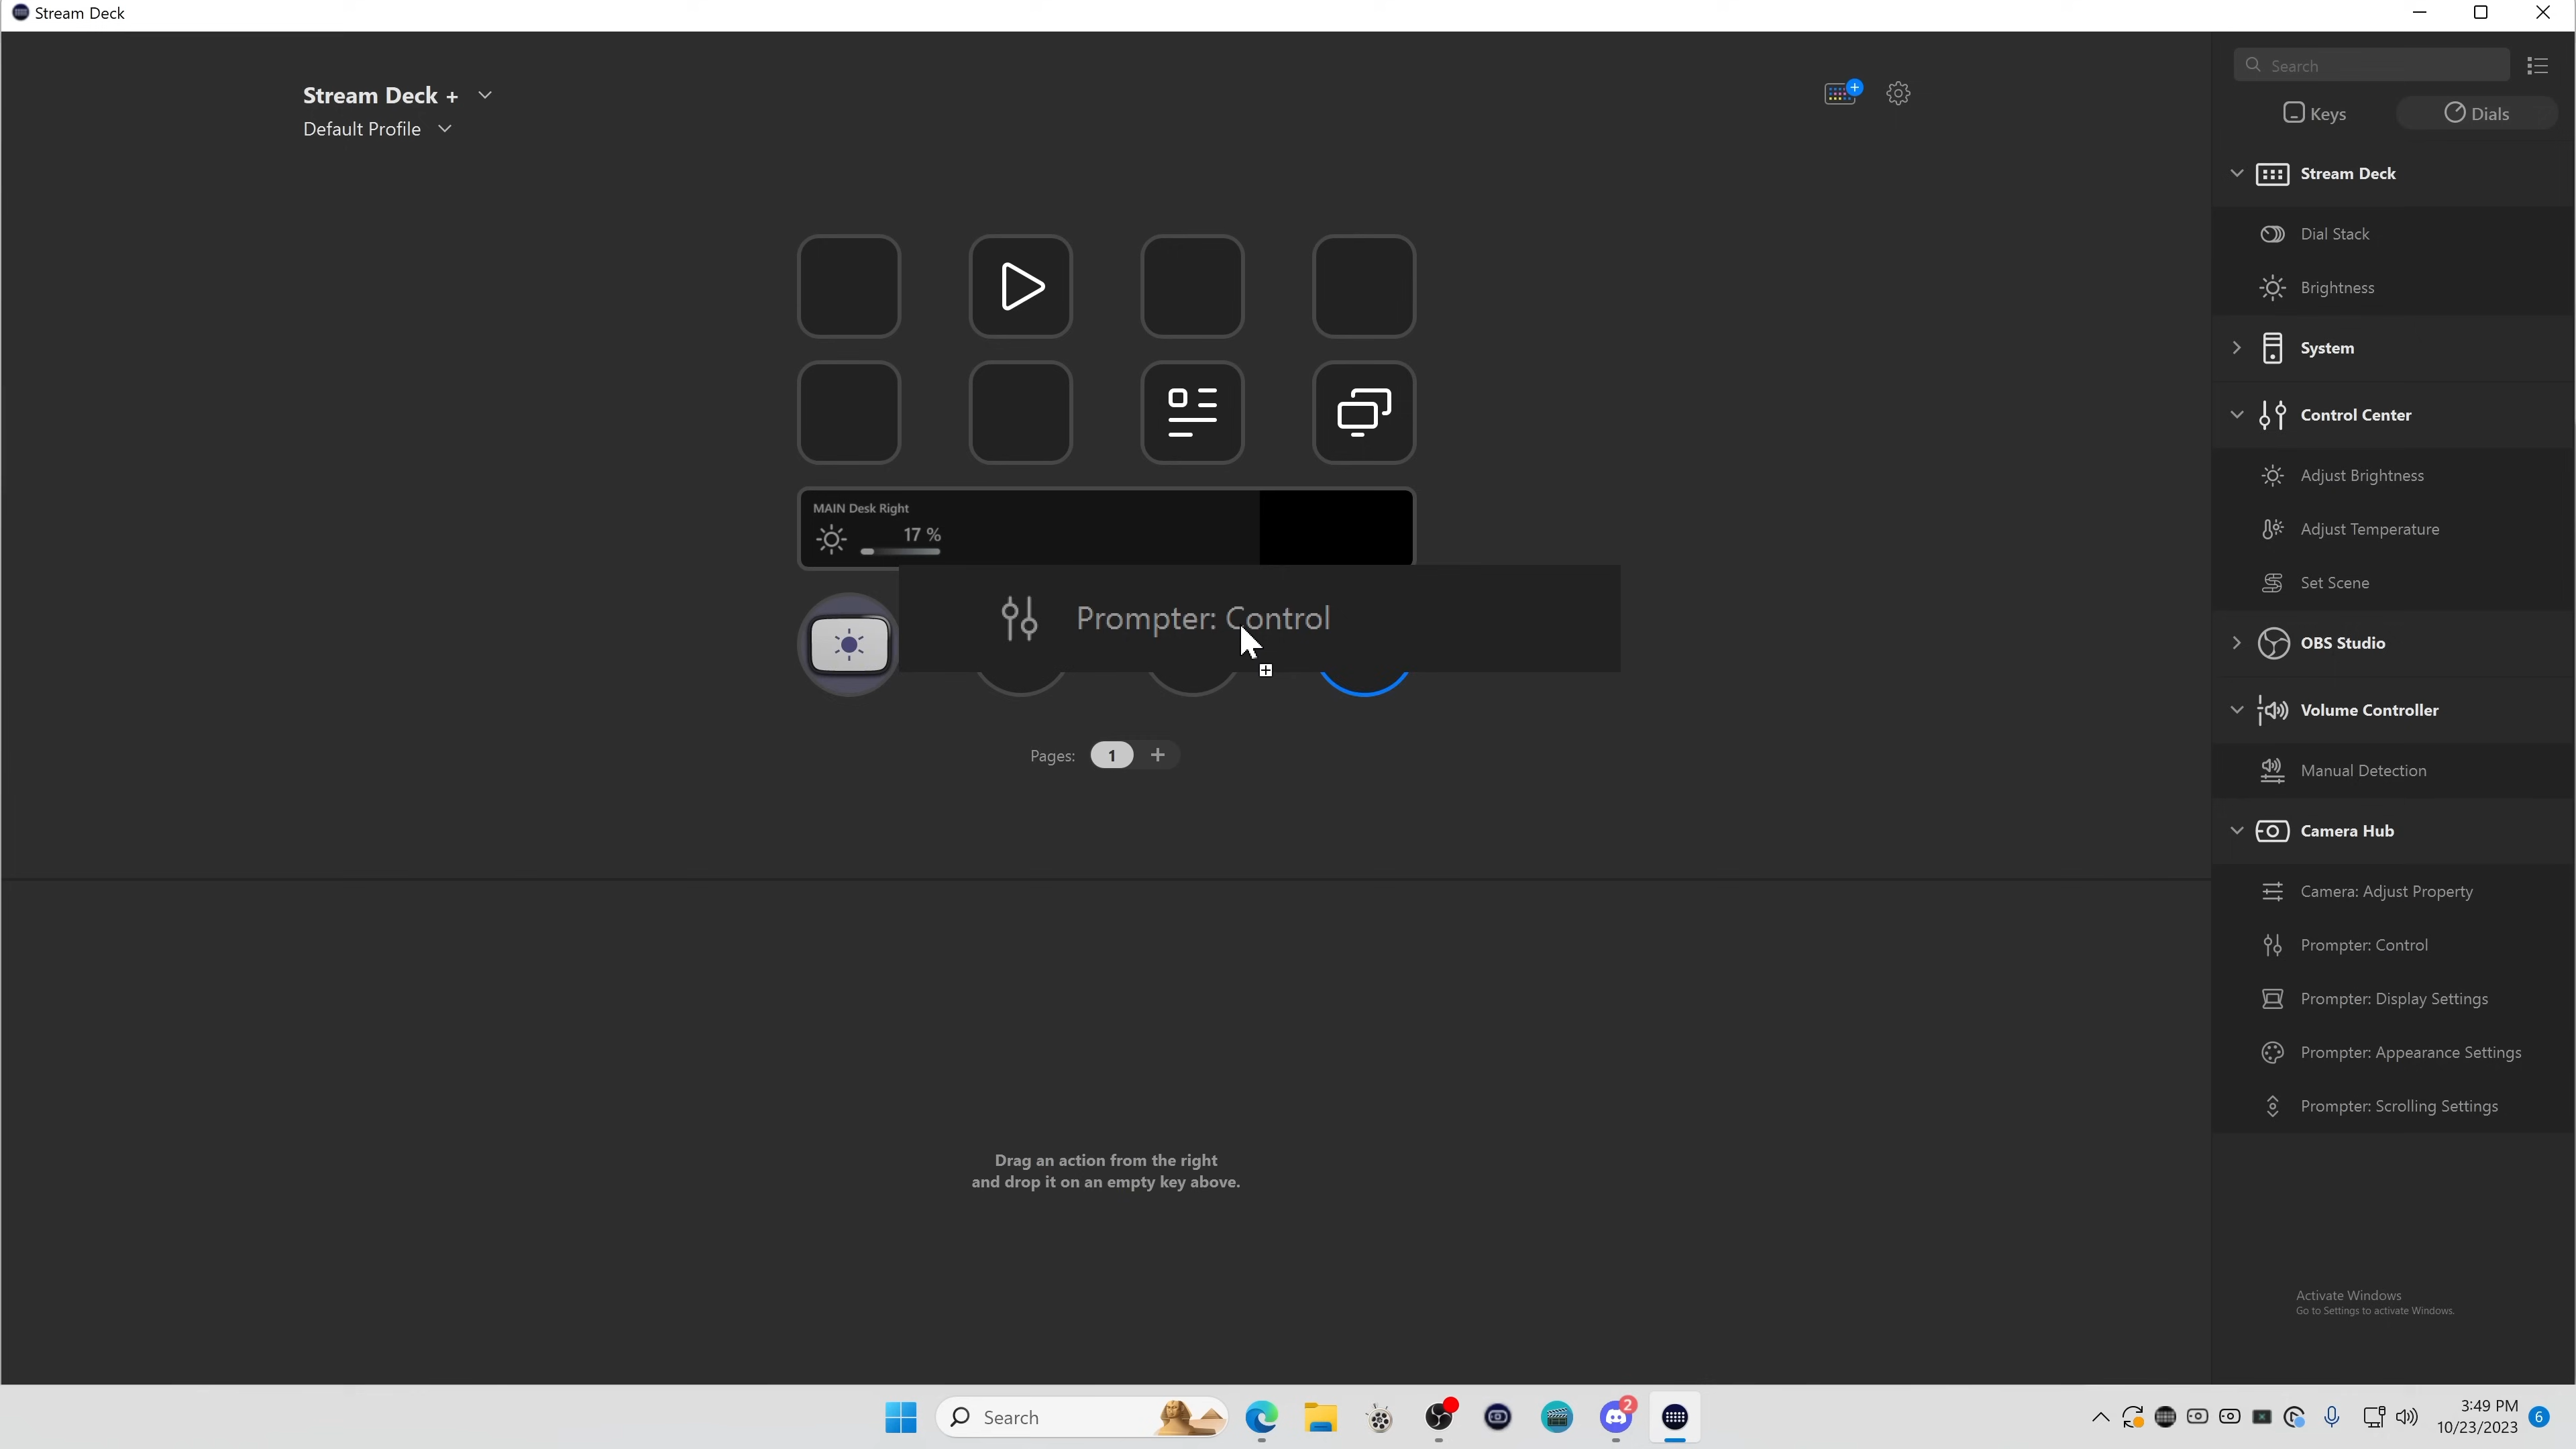 Stream Deck
Stream Deck +
Default Profile
Search
Keys
Dials
Stream Deck
Dial Stack
Brightness
System
Control Center
Adjust Brightness
Adjust Temperature
Set Scene
OBS Studio
Volume Controller
Manual Detection
Camera Hub
Camera: Adjust Property
Prompter: Control
Prompter: Display Settings
Prompter: Appearance Settings
Prompter: Scrolling Settings
MAIN Desk Right
17 %
Prompter: Control
Pages: 1 +
Drag an action from the right
and drop it on an empty key above.
Activate Windows
Go to Settings to activate Windows.
Search
2
3:49 PM
10/23/2023
6